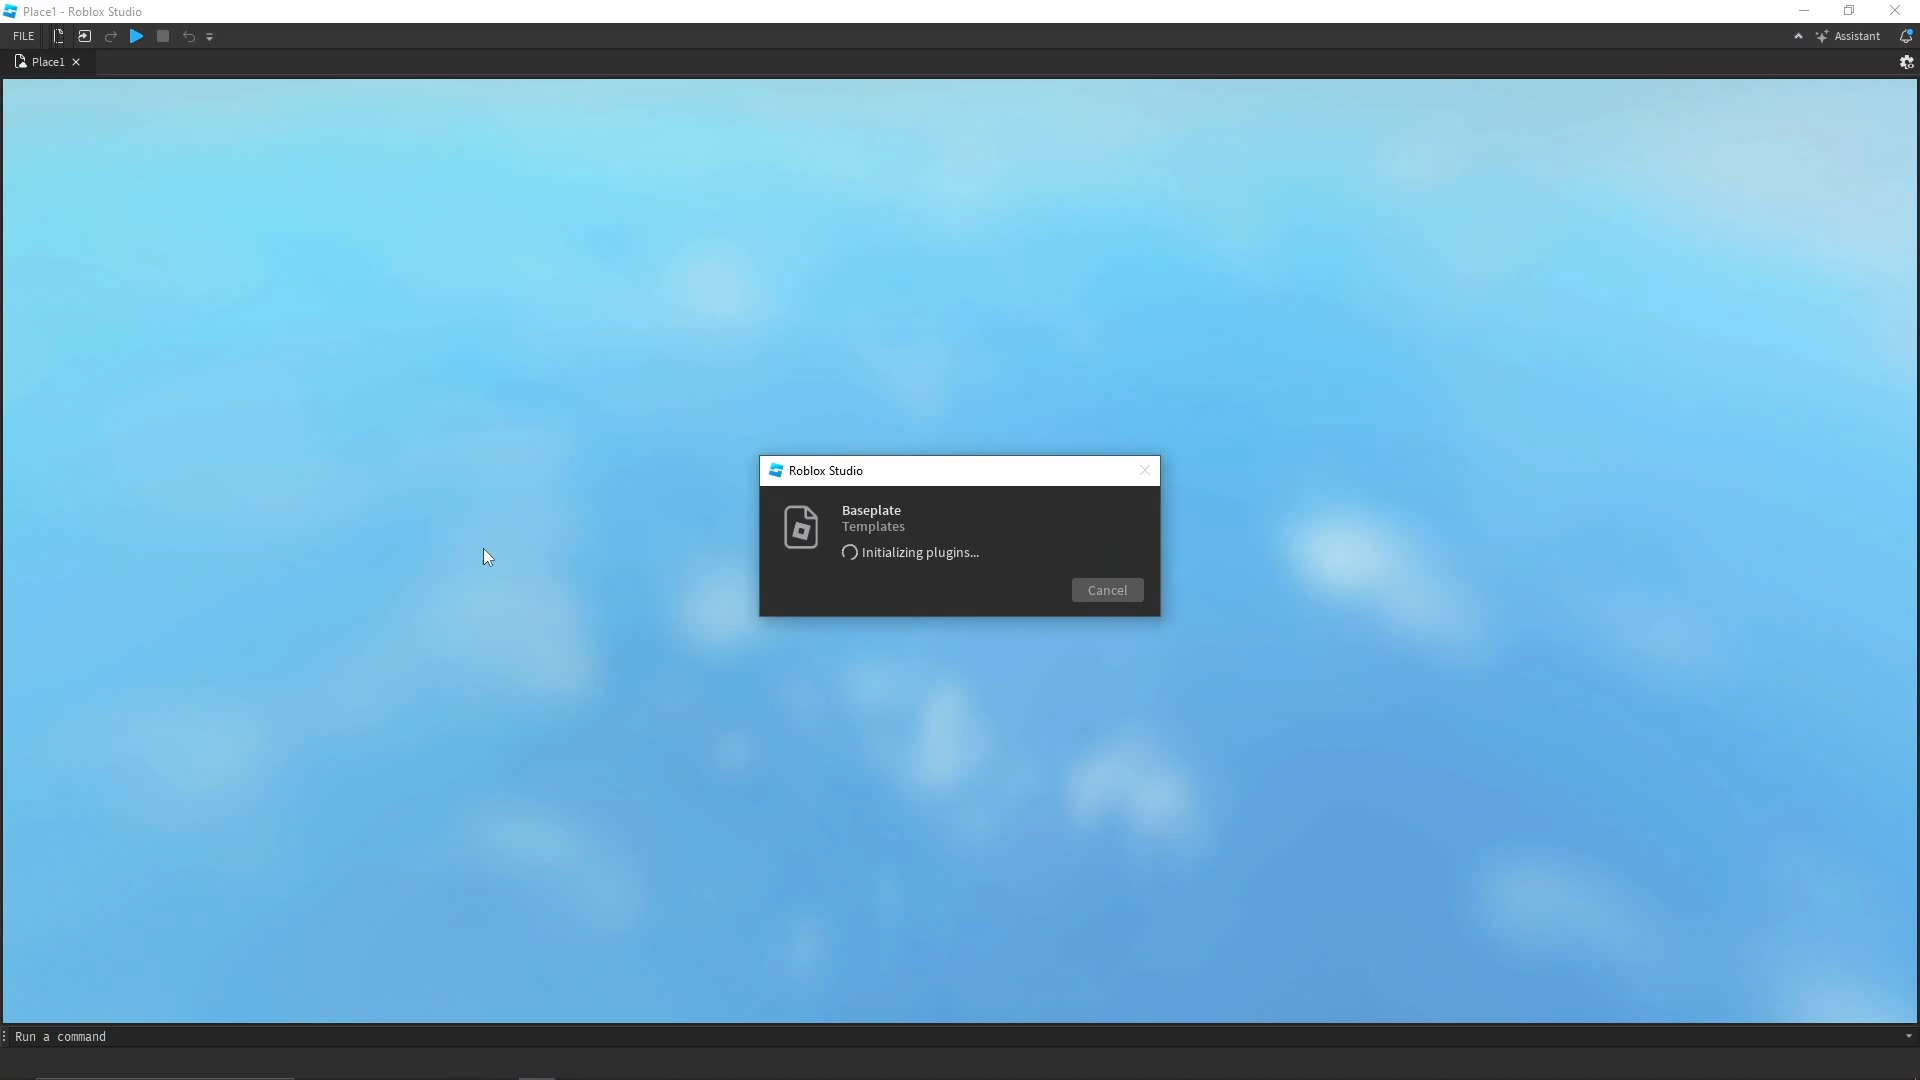 Place1 - Roblox Studio
FILE
Assistant
Place1
Roblox Studio
Baseplate
Templates
Initializing plugins...
Cancel
Run a command